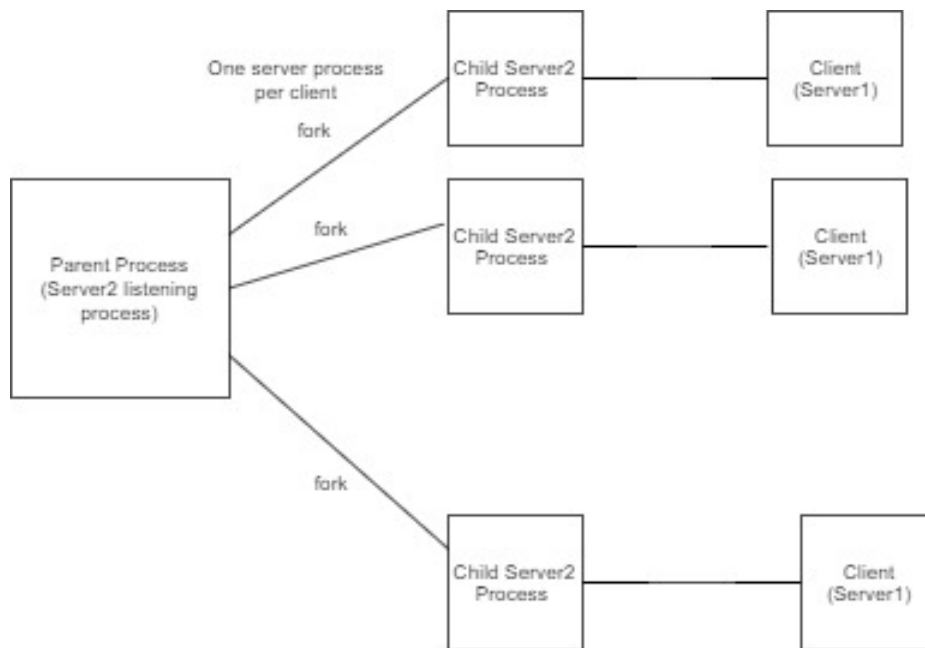 One server process
per client
fork
Child Server2
Process
Client
(Server1)
fork
Child Server2
Process
Client
(Server1)
Parent Process
(Server2 listening
process)
fork
Child Server2
Process
Client
(Server1)